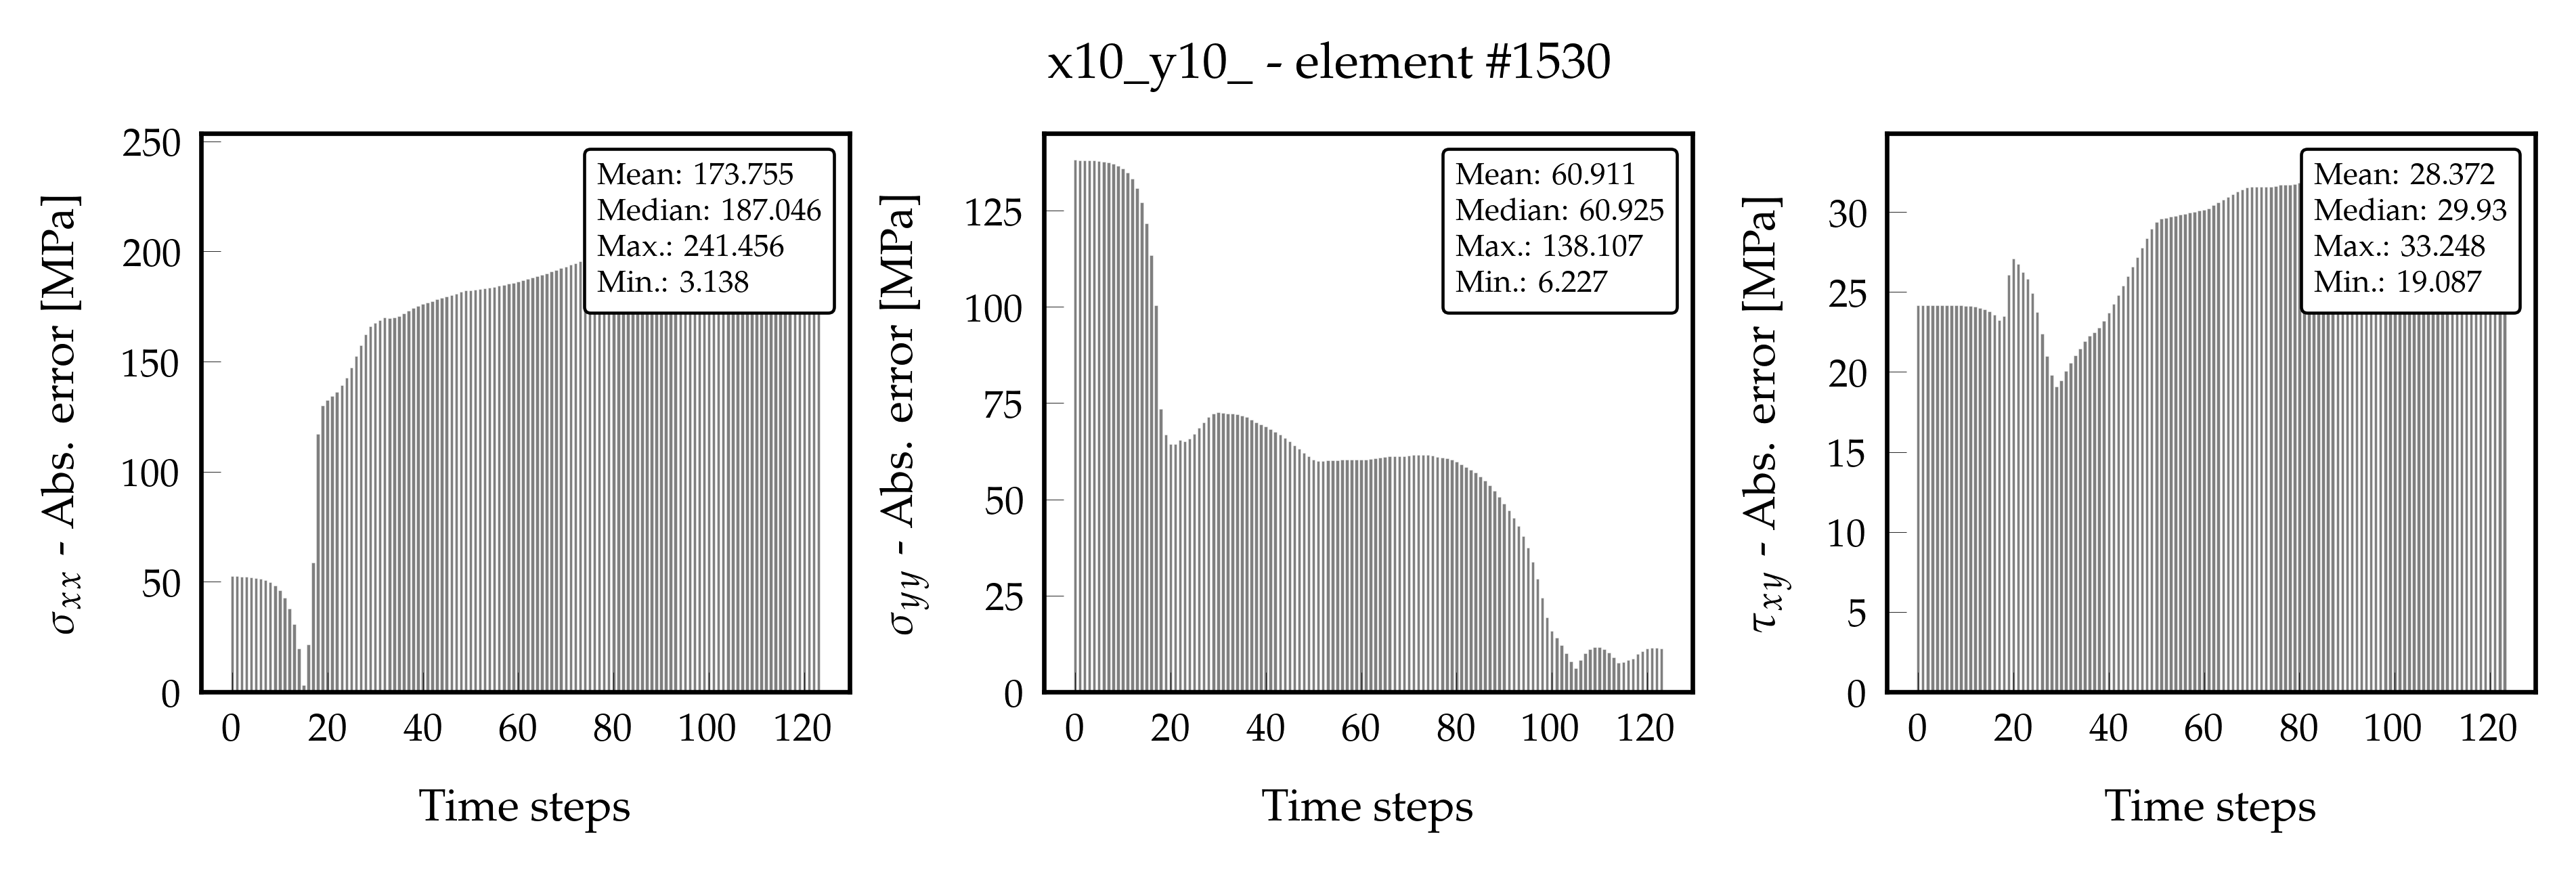 x10_y10_ - element #1530
σxx - Abs. error [MPa]
250
200
150
100
50
0
Mean: 173.755
Median: 187.046
Max.: 241.456
Min.: 3.138
0 20 40 60 80 100 120
Time steps
σyy - Abs. error [MPa]
125
100
75
50
25
0
Mean: 60.911
Median: 60.925
Max.: 138.107
Min.: 6.227
0 20 40 60 80 100 120
Time steps
τxy - Abs. error [MPa]
30
25
20
15
10
5
0
Mean: 28.372
Median: 29.93
Max.: 33.248
Min.: 19.087
0 20 40 60 80 100 120
Time steps